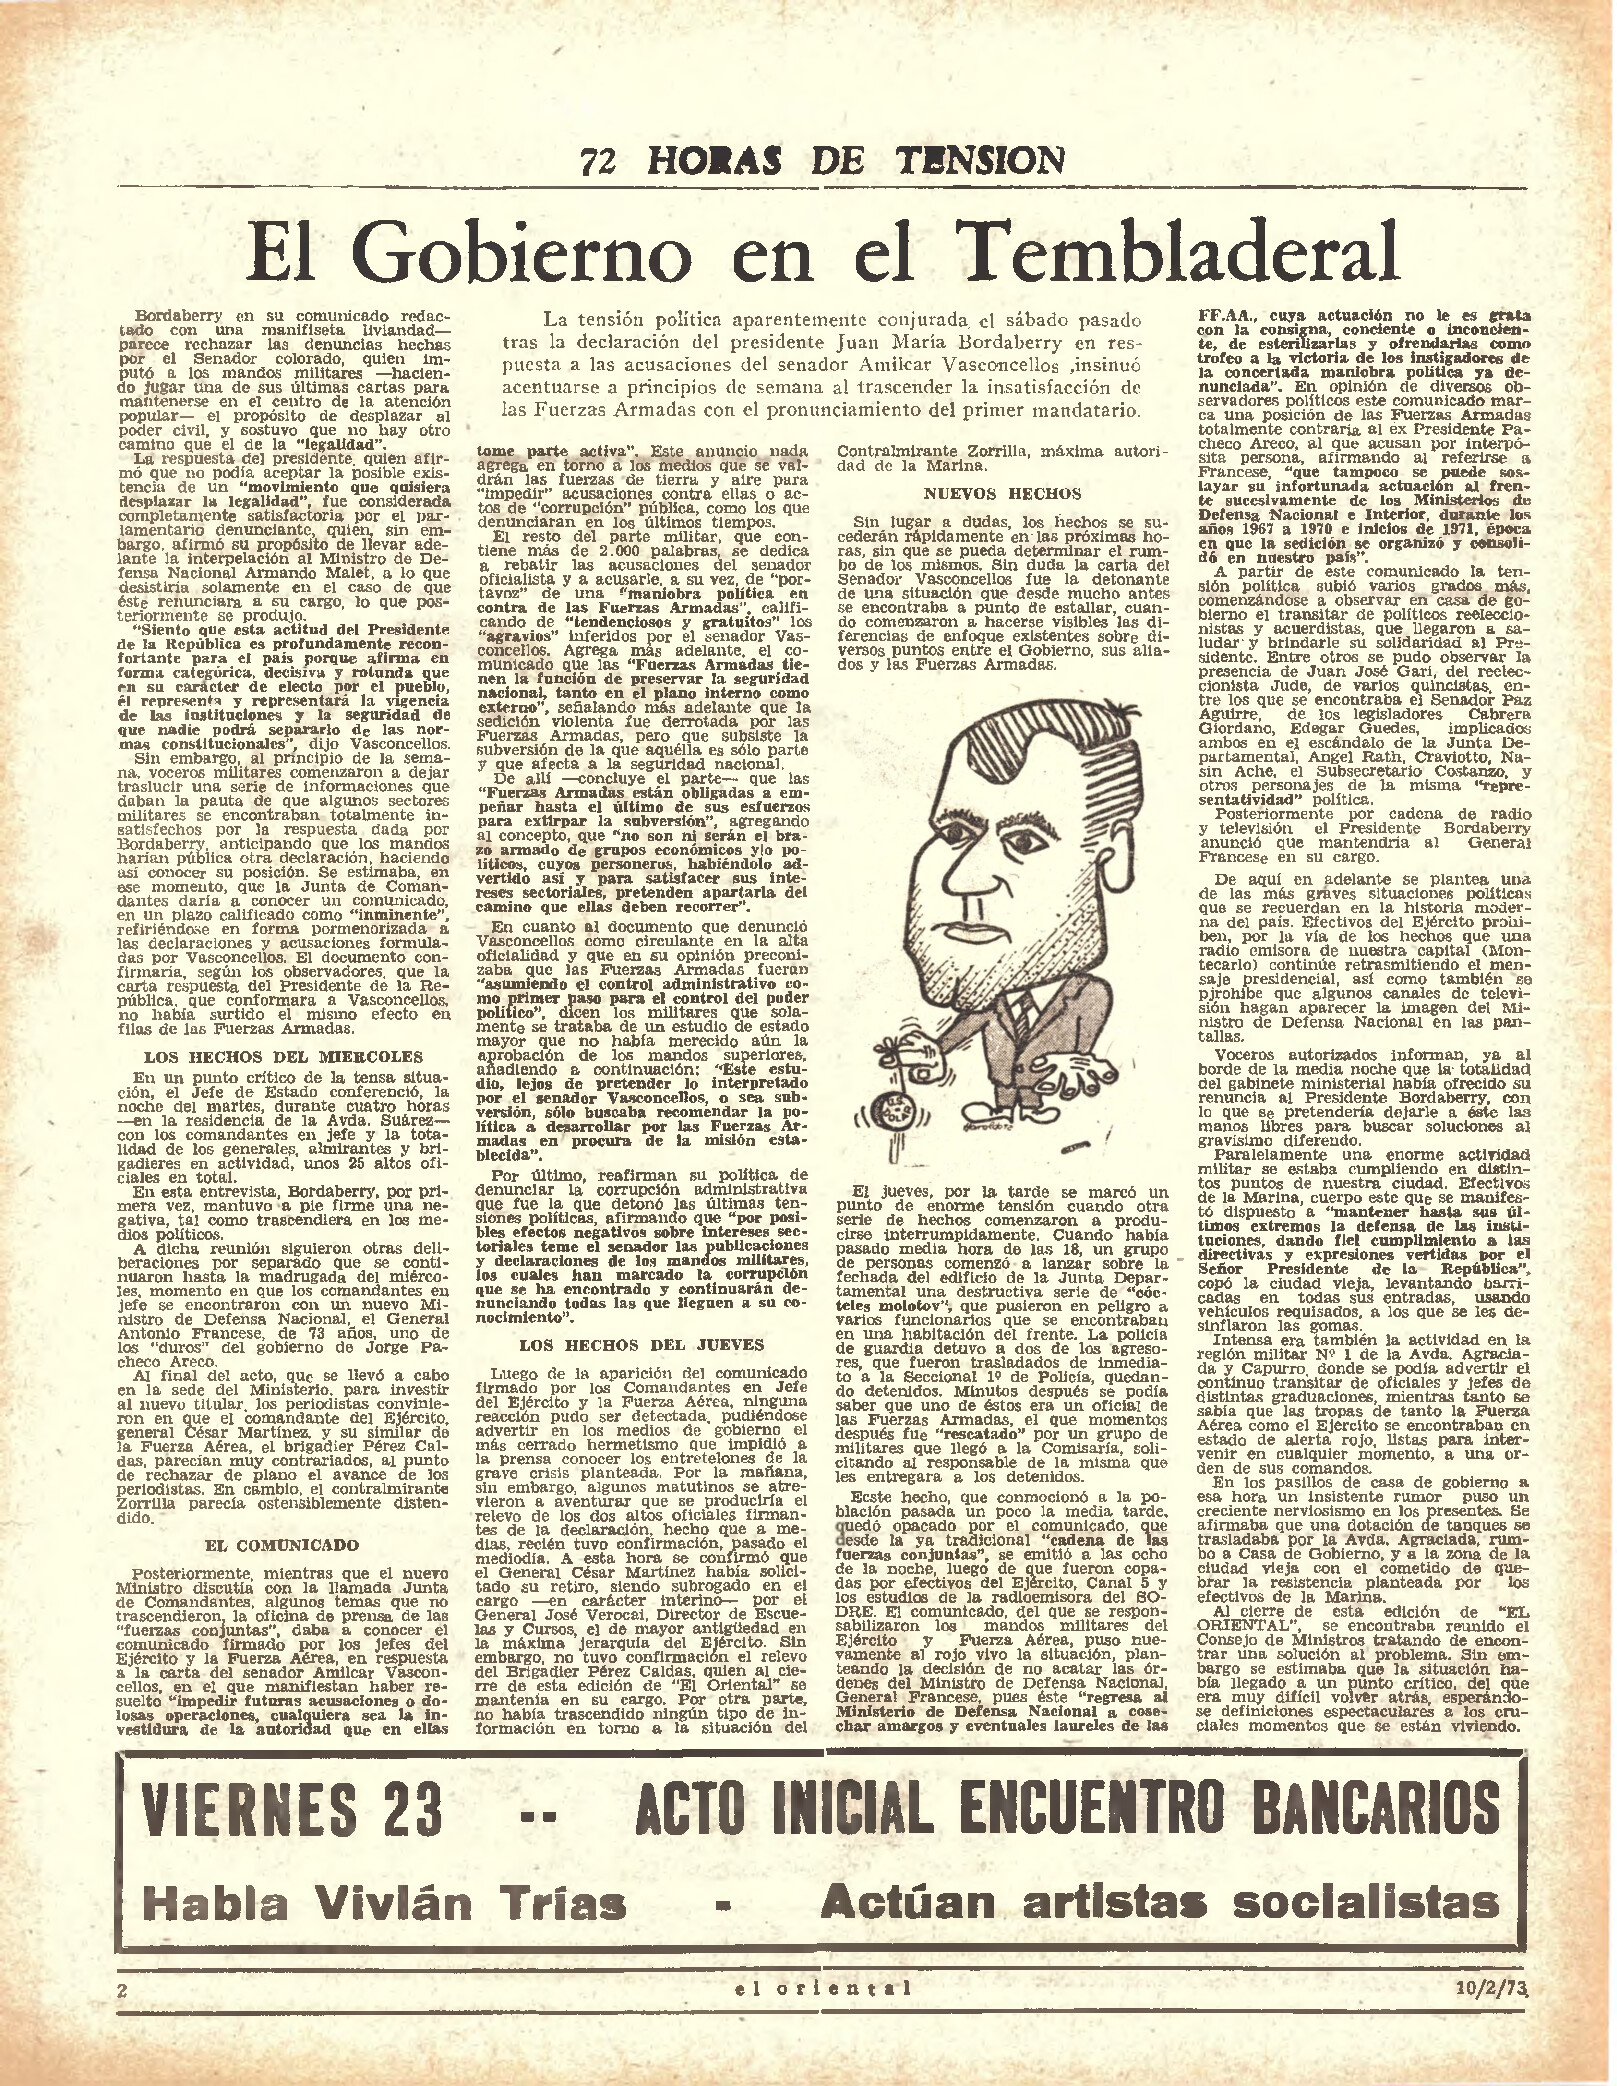 72 HORAS DE TENSION
El Gobierno en el Tembladeral
La tensión política aparentemente conjurada el sábado pasado
tras la declaración del presidente Juan María Bordaberry en res-
puesta a las acusaciones del senador Amílcar Vasconcellos ,insinuó
acentuarse a principios de semana al trascender la insatisfacción de
las Fuerzas Armadas con el pronunciamiento del primer mandatario.
Bordaberry en su comunicado redac-
tado con una manifiseta liviandad—
parece rechazar las denuncias hechas
por el Senador colorado, quien im-
putó a los mandos militares —hacien-
do jugar una de sus últimas cartas para
mantenerse en el centro de la atención
popular— el propósito de desplazar al
poder civil, y sostuvo que no hay otro
camino que el de la "legalidad".
La respuesta del presidente, quien afir-
mó que no podía aceptar la posible exis-
tencia de un "movimiento que quisiera
desplazar la legalidad", fue considerada
completamente satisfactoria por el par-
lamentario denunciante, quien, sin em-
bargo, afirmó su propósito de llevar ade-
lante la interpelación al Ministro de De-
fensa Nacional Armando Malet, a lo que
desistiría solamente en el caso de que
éste renunciara a su cargo, lo que pos-
teriormente se produjo.
"Siento que esta actitud del Presidente
de la República es profundamente recon-
fortante para el país porque afirma en
forma categórica, decisiva y rotunda que
en su carácter de electo por el pueblo,
él representa y representará la vigencia
de las instituciones y la seguridad de
que nadie podrá separarlo de las nor-
mas constitucionales", dijo Vasconcellos.
Sin embargo, al principio de la sema-
na, voceros militares comenzaron a dejar
traslucir una serie de informaciones que
daban la pauta de que algunos sectores
militares se encontraban totalmente in-
satisfechos por la respuesta dada por
Bordaberry, anticipando que los mandos
harían pública otra declaración, haciendo
así conocer su posición. Se estimaba, en
ese momento, que la Junta de Coman-
dantes daría a conocer un comunicado,
en un plazo calificado como "inminente",
refiriéndose en forma pormenorizada a
las declaraciones y acusaciones formula-
das por Vasconcellos. El documento con-
firmaría, según los observadores, que la
carta respuesta del Presidente de la Re-
pública, que conformara a Vasconcellos,
no había surtido el mismo efecto en
filas de las Fuerzas Armadas.
LOS HECHOS DEL MIERCOLES
En un punto crítico de la tensa situa-
ción, el Jefe de Estado conferenció, la
noche del martes, durante cuatro horas
—en la residencia de la Avda. Suárez—
con los comandantes en jefe y la tota-
lidad de los generales, almirantes y bri-
gadieres en actividad, unos 25 altos ofi-
ciales en total.
En esta entrevista, Bordaberry, por pri-
mera vez, mantuvo a pie firme una ne-
gativa, tal como trascendiera en los me-
dios políticos.
A dicha reunión siguieron otras deli-
beraciones por separado que se conti-
nuaron hasta la madrugada del miérco-
les, momento en que los comandantes en
jefe se encontraron con un nuevo Mi-
nistro de Defensa Nacional, el General
Antonio Francese, de 73 años, uno de
los "duros" del gobierno de Jorge Pa-
checo Areco.
Al final del acto, que se llevó a cabo
en la sede del Ministerio, para investir
al nuevo titular, los periodistas convinie-
ron en que el comandante del Ejército,
general César Martínez, y su similar de
la Fuerza Aérea, el brigadier Pérez Cal-
das, parecían muy contrariados, al punto
de rechazar de plano el avance de los
periodistas. En cambio, el contralmirante
Zorrilla parecía ostensiblemente disten-
dido.
EL COMUNICADO
Posteriormente, mientras que el nuevo
Ministro discutía con la llamada Junta
de Comandantes, algunos temas que no
trascendieron, la oficina de prensa de las
"fuerzas conjuntas", daba a conocer el
comunicado firmado por los jefes del
Ejército y la Fuerza Aérea, en respuesta
a la carta del senador Amílcar Vascon-
cellos, en el que manifiestan haber re-
suelto "impedir futuras acusaciones o do-
losas operaciones, cualquiera sea la in-
vestidura de la autoridad que en ellas
tome parte activa". Este anuncio nada
agrega en torno a los medios que se val-
drán las fuerzas de tierra y aire para
"impedir" acusaciones contra ellas o ac-
tos de "corrupción" pública, como los que
denunciaran en los últimos tiempos.
El resto del parte militar, que con-
tiene más de 2.000 palabras, se dedica
a rebatir las acusaciones del senador
oficialista y a acusarle, a su vez, de "por-
tavoz" de una "maniobra política en
contra de las Fuerzas Armadas", califi-
cando de "tendenciosos y gratuitos" los
"agravios" inferidos por el senador Vas-
concellos. Agrega más adelante, el co-
municado que las "Fuerzas Armadas tie-
nen la función de preservar la seguridad
nacional, tanto en el plano interno como
externo", señalando más adelante que la
sedición violenta fue derrotada por las
Fuerzas Armadas, pero que subsiste la
subversión de la que aquélla es sólo parte
y que afecta a la seguridad nacional.
De allí —concluye el parte— que las
"Fuerzas Armadas están obligadas a em-
peñar hasta el último de sus esfuerzos
para extirpar la subversión", agregando
al concepto, que "no son ni serán el bra-
zo armado de grupos económicos y|o po-
líticos, cuyos personeros, habiéndolo ad-
vertido así y para satisfacer sus inte-
reses sectoriales, pretenden apartarla del
camino que ellas deben recorrer".
En cuanto al documento que denunció
Vasconcellos como circulante en la alta
oficialidad y que en su opinión preconi-
zaba que las Fuerzas Armadas fueran
"asumiendo el control administrativo co-
mo primer paso para el control del poder
político", dicen los militares que sola-
mente se trataba de un estudio de estado
mayor que no había merecido aún la
aprobación de los mandos superiores,
añadiendo a continuación: "Este estu-
dio, lejos de pretender lo interpretado
por el senador Vasconcellos, o sea sub-
versión, sólo buscaba recomendar la po-
lítica a desarrollar por las Fuerzas Ar-
madas en procura de la misión esta-
blecida".
Por último, reafirman su política de
denunciar la corrupción administrativa
que fue la que detonó las últimas ten-
siones políticas, afirmando que "por posi-
bles efectos negativos sobre intereses sec-
toriales teme el senador las publicaciones
y declaraciones de los mandos militares,
los cuales han marcado la corrupción
que se ha encontrado y continuarán de-
nunciando todas las que lleguen a su co-
nocimiento".
LOS HECHOS DEL JUEVES
Luego de la aparición del comunicado
firmado por los Comandantes en Jefe
del Ejército y la Fuerza Aérea, ninguna
reacción pudo ser detectada, pudiéndose
advertir en los medios de gobierno el
más cerrado hermetismo que impidió a
la prensa conocer los entretelones de la
grave crisis planteada. Por la mañana,
sin embargo, algunos matutinos se atre-
vieron a aventurar que se produciría el
relevo de los dos altos oficiales firman-
tes de la declaración, hecho que a me-
dias, recién tuvo confirmación, pasado el
mediodía. A esta hora se confirmó que
el General César Martínez había solici-
tado su retiro, siendo subrogado en el
cargo —en carácter interino— por el
General José Verocai, Director de Escue-
las y Cursos, el de mayor antigüedad en
la máxima jerarquía del Ejército. Sin
embargo, no tuvo confirmación el relevo
del Brigadier Pérez Caldas, quien al cie-
rre de esta edición de "El Oriental" se
mantenía en su cargo. Por otra parte,
no había trascendido ningún tipo de in-
formación en torno a la situación del
Contralmirante Zorrilla, máxima autori-
dad de la Marina.
NUEVOS HECHOS
Sin lugar a dudas, los hechos se su-
cederán rápidamente en las próximas ho-
ras, sin que se pueda determinar el rum-
bo de los mismos. Sin duda la carta del
Senador Vasconcellos fue la detonante
de una situación que desde mucho antes
se encontraba a punto de estallar, cuan-
do comenzaron a hacerse visibles las di-
ferencias de enfoque existentes sobre di-
versos puntos entre el Gobierno, sus alia-
dos y las Fuerzas Armadas.
El jueves, por la tarde se marcó un
punto de enorme tensión cuando otra
serie de hechos comenzaron a produ-
cirse interrumpidamente. Cuando había
pasado media hora de las 18, un grupo
de personas comenzó a lanzar sobre la
fechada del edificio de la Junta Depar-
tamental una destructiva serie de "cóc-
teles molotov", que pusieron en peligro a
varios funcionarios que se encontraban
en una habitación del frente. La policía
de guardia detuvo a dos de los agreso-
res, que fueron trasladados de inmedia-
to a la Seccional 1º de Policía, quedan-
do detenidos. Minutos después se podía
saber que uno de éstos era un oficial de
las Fuerzas Armadas, el que momentos
después fue "rescatado" por un grupo de
militares que llegó a la Comisaría, soli-
citando al responsable de la misma que
les entregara a los detenidos.
Ecste hecho, que conmocionó a la po-
blación pasada un poco la media tarde,
quedó opacado por el comunicado, que
desde la ya tradicional "cadena de las
fuerzas conjuntas", se emitió a las ocho
de la noche, luego de que fueron copa-
das por efectivos del Ejército, Canal 5 y
los estudios de la radioemisora del SO-
DRE. El comunicado, del que se respon-
sabilizaron los mandos militares del
Ejército y Fuerza Aérea, puso nue-
vamente al rojo vivo la situación, plan-
teando la decisión de no acatar las ór-
denes del Ministro de Defensa Nacional,
General Francese, pues éste "regresa al
Ministerio de Defensa Nacional a cose-
char amargos y eventuales laureles de las
FF.AA., cuya actuación no le es grata
con la consigna, conciente o inconcien-
te, de esterilizarlas y ofrendarlas como
trofeo a la victoria de los instigadores de
la concertada maniobra política ya de-
nunciada". En opinión de diversos ob-
servadores políticos este comunicado mar-
ca una posición de las Fuerzas Armadas
totalmente contraria al ex Presidente Pa-
checo Areco, al que acusan por interpó-
sita persona, afirmando al referirse a
Francese, "que tampoco se puede sos-
layar su infortunada actuación al fren-
te sucesivamente de los Ministerios de
Defensa Nacional e Interior, durante los
años 1967 a 1970 e inicios de 1971, época
en que la sedición se organizó y consoli-
dó en nuestro país".
A partir de este comunicado la ten-
sión política subió varios grados más,
comenzándose a observar en casa de go-
bierno el transitar de políticos reeleccio-
nistas y acuerdistas, que llegaron a sa-
ludar y brindarle su solidaridad al Pre-
sidente. Entre otros se pudo observar la
presencia de Juan José Gari, del reelec-
cionista Jude, de varios quincistas, en-
tre los que se encontraba el Senador Paz
Aguirre, de los legisladores Cabrera
Giordano, Edegar Guedes, implicados
ambos en el escándalo de la Junta De-
partamental, Angel Rath, Craviotto, Na-
sin Ache, el Subsecretario Costanzo, y
otros personajes de la misma "repre-
sentatividad" política.
Posteriormente por cadena de radio
y televisión el Presidente Bordaberry
anunció que mantendría al General
Francese en su cargo.
De aquí en adelante se plantea una
de las más graves situaciones políticas
que se recuerdan en la historia moder-
na del país. Efectivos del Ejército prohi-
ben, por la vía de los hechos que una
radio emisora de nuestra capital (Mon-
tecarlo) continúe retrasmitiendo el men-
saje presidencial, así como también se
pjrohíbe que algunos canales de televi-
sión hagan aparecer la imagen del Mi-
nistro de Defensa Nacional en las pan-
tallas.
Voceros autorizados informan, ya al
borde de la media noche que la totalidad
del gabinete ministerial había ofrecido su
renuncia al Presidente Bordaberry, con
lo que se pretendería dejarle a éste las
manos libres para buscar soluciones al
gravísimo diferendo.
Paralelamente una enorme actividad
militar se estaba cumpliendo en distin-
tos puntos de nuestra ciudad. Efectivos
de la Marina, cuerpo este que se manifes-
tó dispuesto a "mantener hasta sus úl-
timos extremos la defensa de las insti-
tuciones, dando fiel cumplimiento a las
directivas y expresiones vertidas por el
Señor Presidente de la República",
copó la ciudad vieja, levantando barri-
cadas en todas sus entradas, usando
vehículos requisados, a los que se les de-
sinflaron las gomas.
Intensa era también la actividad en la
región militar Nº 1 de la Avda. Agracia-
da y Capurro, donde se podía advertir el
contínuo transitar de oficiales y jefes de
distintas graduaciones, mientras tanto se
sabía que las tropas de tanto la Fuerza
Aérea como el Ejército se encontraban en
estado de alerta rojo, listas para inter-
venir en cualquier momento, a una or-
den de sus comandos.
En los pasillos de casa de gobierno a
esa hora un insistente rumor puso un
creciente nerviosismo en los presentes. Se
afirmaba que una dotación de tanques se
trasladaba por la Avda. Agraciada, rum-
bo a Casa de Gobierno, y a la zona de la
ciudad vieja con el cometido de que-
brar la resistencia planteada por los
efectivos de la Marina.
Al cierre de esta edición de "EL
ORIENTAL", se encontraba reunido el
Consejo de Ministros tratando de encon-
trar una solución al problema. Sin em-
bargo se estimaba que la situación ha-
bía llegado a un punto crítico, del que
era muy difícil volver atrás, esperándo-
se definiciones espectaculares a los cru-
ciales momentos que se están viviendo.
VIERNES 23 -- ACTO INICIAL ENCUENTRO BANCARIOS
Habla Vivián Trías - Actúan artistas socialistas
2 el oriental 10/2/73